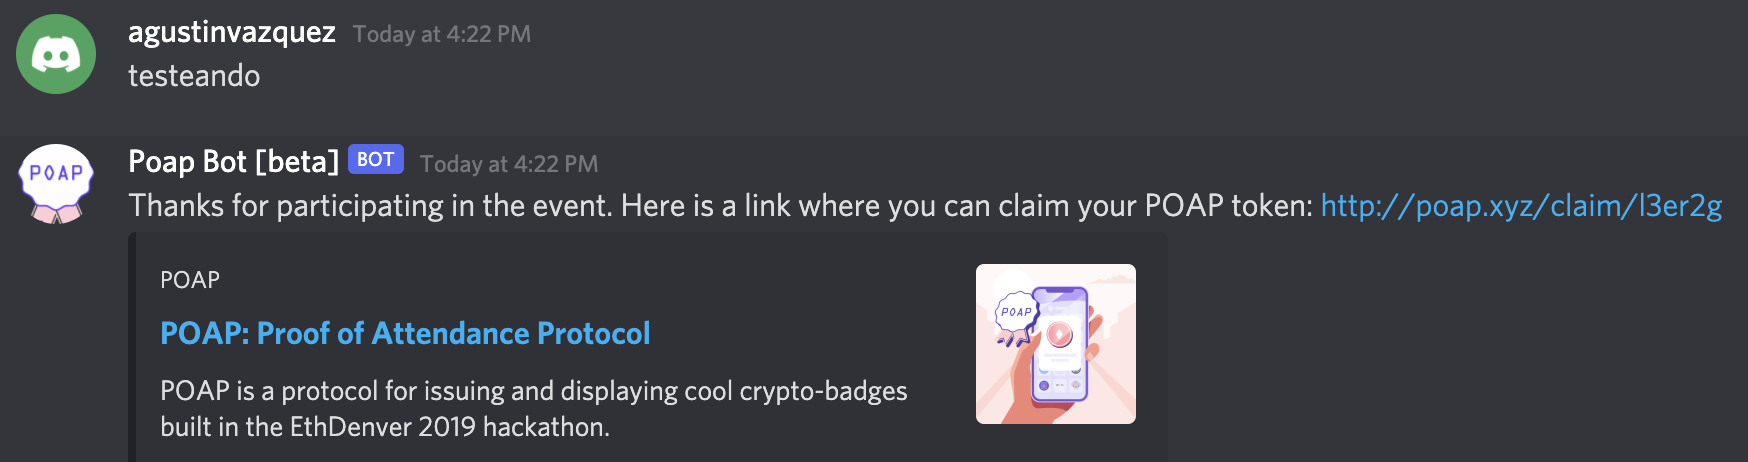 agustinvazquez Today at 4:22 PM
testeando
POAP
Poap Bot [beta] BOT Today at 4:22 PM
Thanks for participating in the event. Here is a link where you can claim your POAP token: http://poap.xyz/claim/l3er2g
POAP
POAP: Proof of Attendance Protocol
POAP is a protocol for issuing and displaying cool crypto-badges
built in the EthDenver 2019 hackathon.
POAP